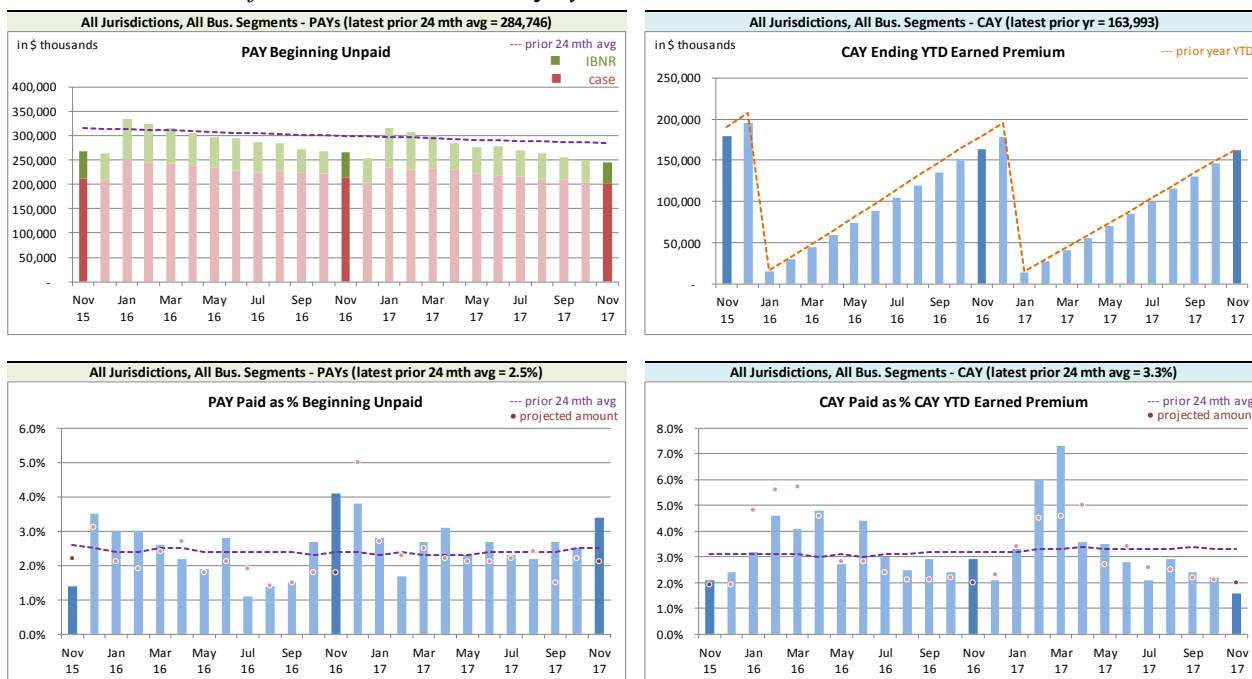 All Jurisdictions, All Bus. Segments - PAYs (latest prior 24 mth avg = 284,746)
in $ thousands
PAY Beginning Unpaid
--- prior 24 mth avg
IBNR
case
400,000
350,000
300,000
250,000
200,000
150,000
100,000
50,000
-
Nov Jan Mar May Jul Sep Nov Jan Mar May Jul Sep Nov
15 16 16 16 16 16 16 17 17 17 17 17 17
All Jurisdictions, All Bus. Segments - CAY (latest prior yr = 163,993)
in $ thousands
CAY Ending YTD Earned Premium
--- prior year YTD
250,000
200,000
150,000
100,000
50,000
-
Nov Jan Mar May Jul Sep Nov Jan Mar May Jul Sep Nov
15 16 16 16 16 16 16 17 17 17 17 17 17
All Jurisdictions, All Bus. Segments - PAYs (latest prior 24 mth avg = 2.5%)
PAY Paid as % Beginning Unpaid
--- prior 24 mth avg
projected amount
6.0%
5.0%
4.0%
3.0%
2.0%
1.0%
0.0%
Nov Jan Mar May Jul Sep Nov Jan Mar May Jul Sep Nov
15 16 16 16 16 16 16 17 17 17 17 17 17
All Jurisdictions, All Bus. Segments - CAY (latest prior 24 mth avg = 3.3%)
CAY Paid as % CAY YTD Earned Premium
--- prior 24 mth avg
projected amount
8.0%
7.0%
6.0%
5.0%
4.0%
3.0%
2.0%
1.0%
0.0%
Nov Jan Mar May Jul Sep Nov Jan Mar May Jul Sep Nov
15 16 16 16 16 16 16 17 17 17 17 17 17